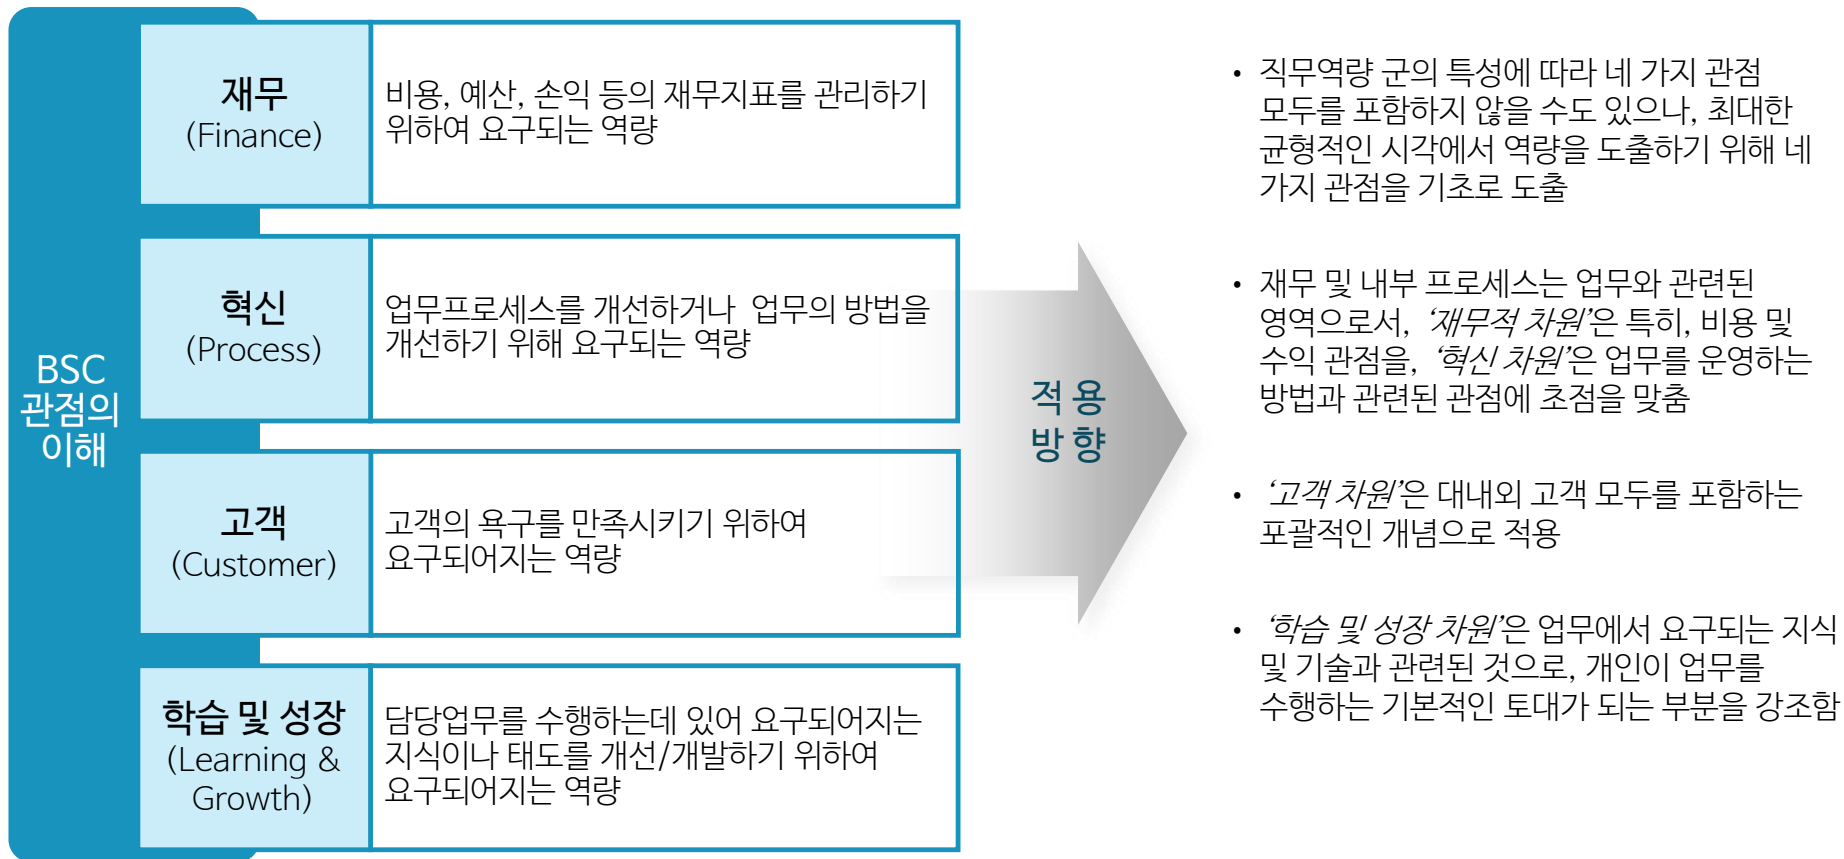 BSC
관점의
이해
재무
(Finance)
비용, 예산, 손익 등의 재무지표를 관리하기
위하여 요구되는 역량
혁신
(Process)
업무프로세스를 개선하거나  업무의 방법을
개선하기 위해 요구되는 역량
고객
(Customer)
고객의 욕구를 만족시키기 위하여
요구되어지는 역량
학습 및 성장
(Learning &
Growth)
담당업무를 수행하는데 있어 요구되어지는
지식이나 태도를 개선/개발하기 위하여
요구되어지는 역량
적 용
방 향
• 직무역량 군의 특성에 따라 네 가지 관점
모두를 포함하지 않을 수도 있으나, 최대한
균형적인 시각에서 역량을 도출하기 위해 네
가지 관점을 기초로 도출
• 재무 및 내부 프로세스는 업무와 관련된
영역으로서, ‘재무적 차원’은 특히, 비용 및
수익 관점을, ‘혁신 차원’은 업무를 운영하는
방법과 관련된 관점에 초점을 맞춤
• ‘고객 차원’은 대내외 고객 모두를 포함하는
포괄적인 개념으로 적용
• ‘학습 및 성장 차원’은 업무에서 요구되는 지식
및 기술과 관련된 것으로, 개인이 업무를
수행하는 기본적인 토대가 되는 부분을 강조함